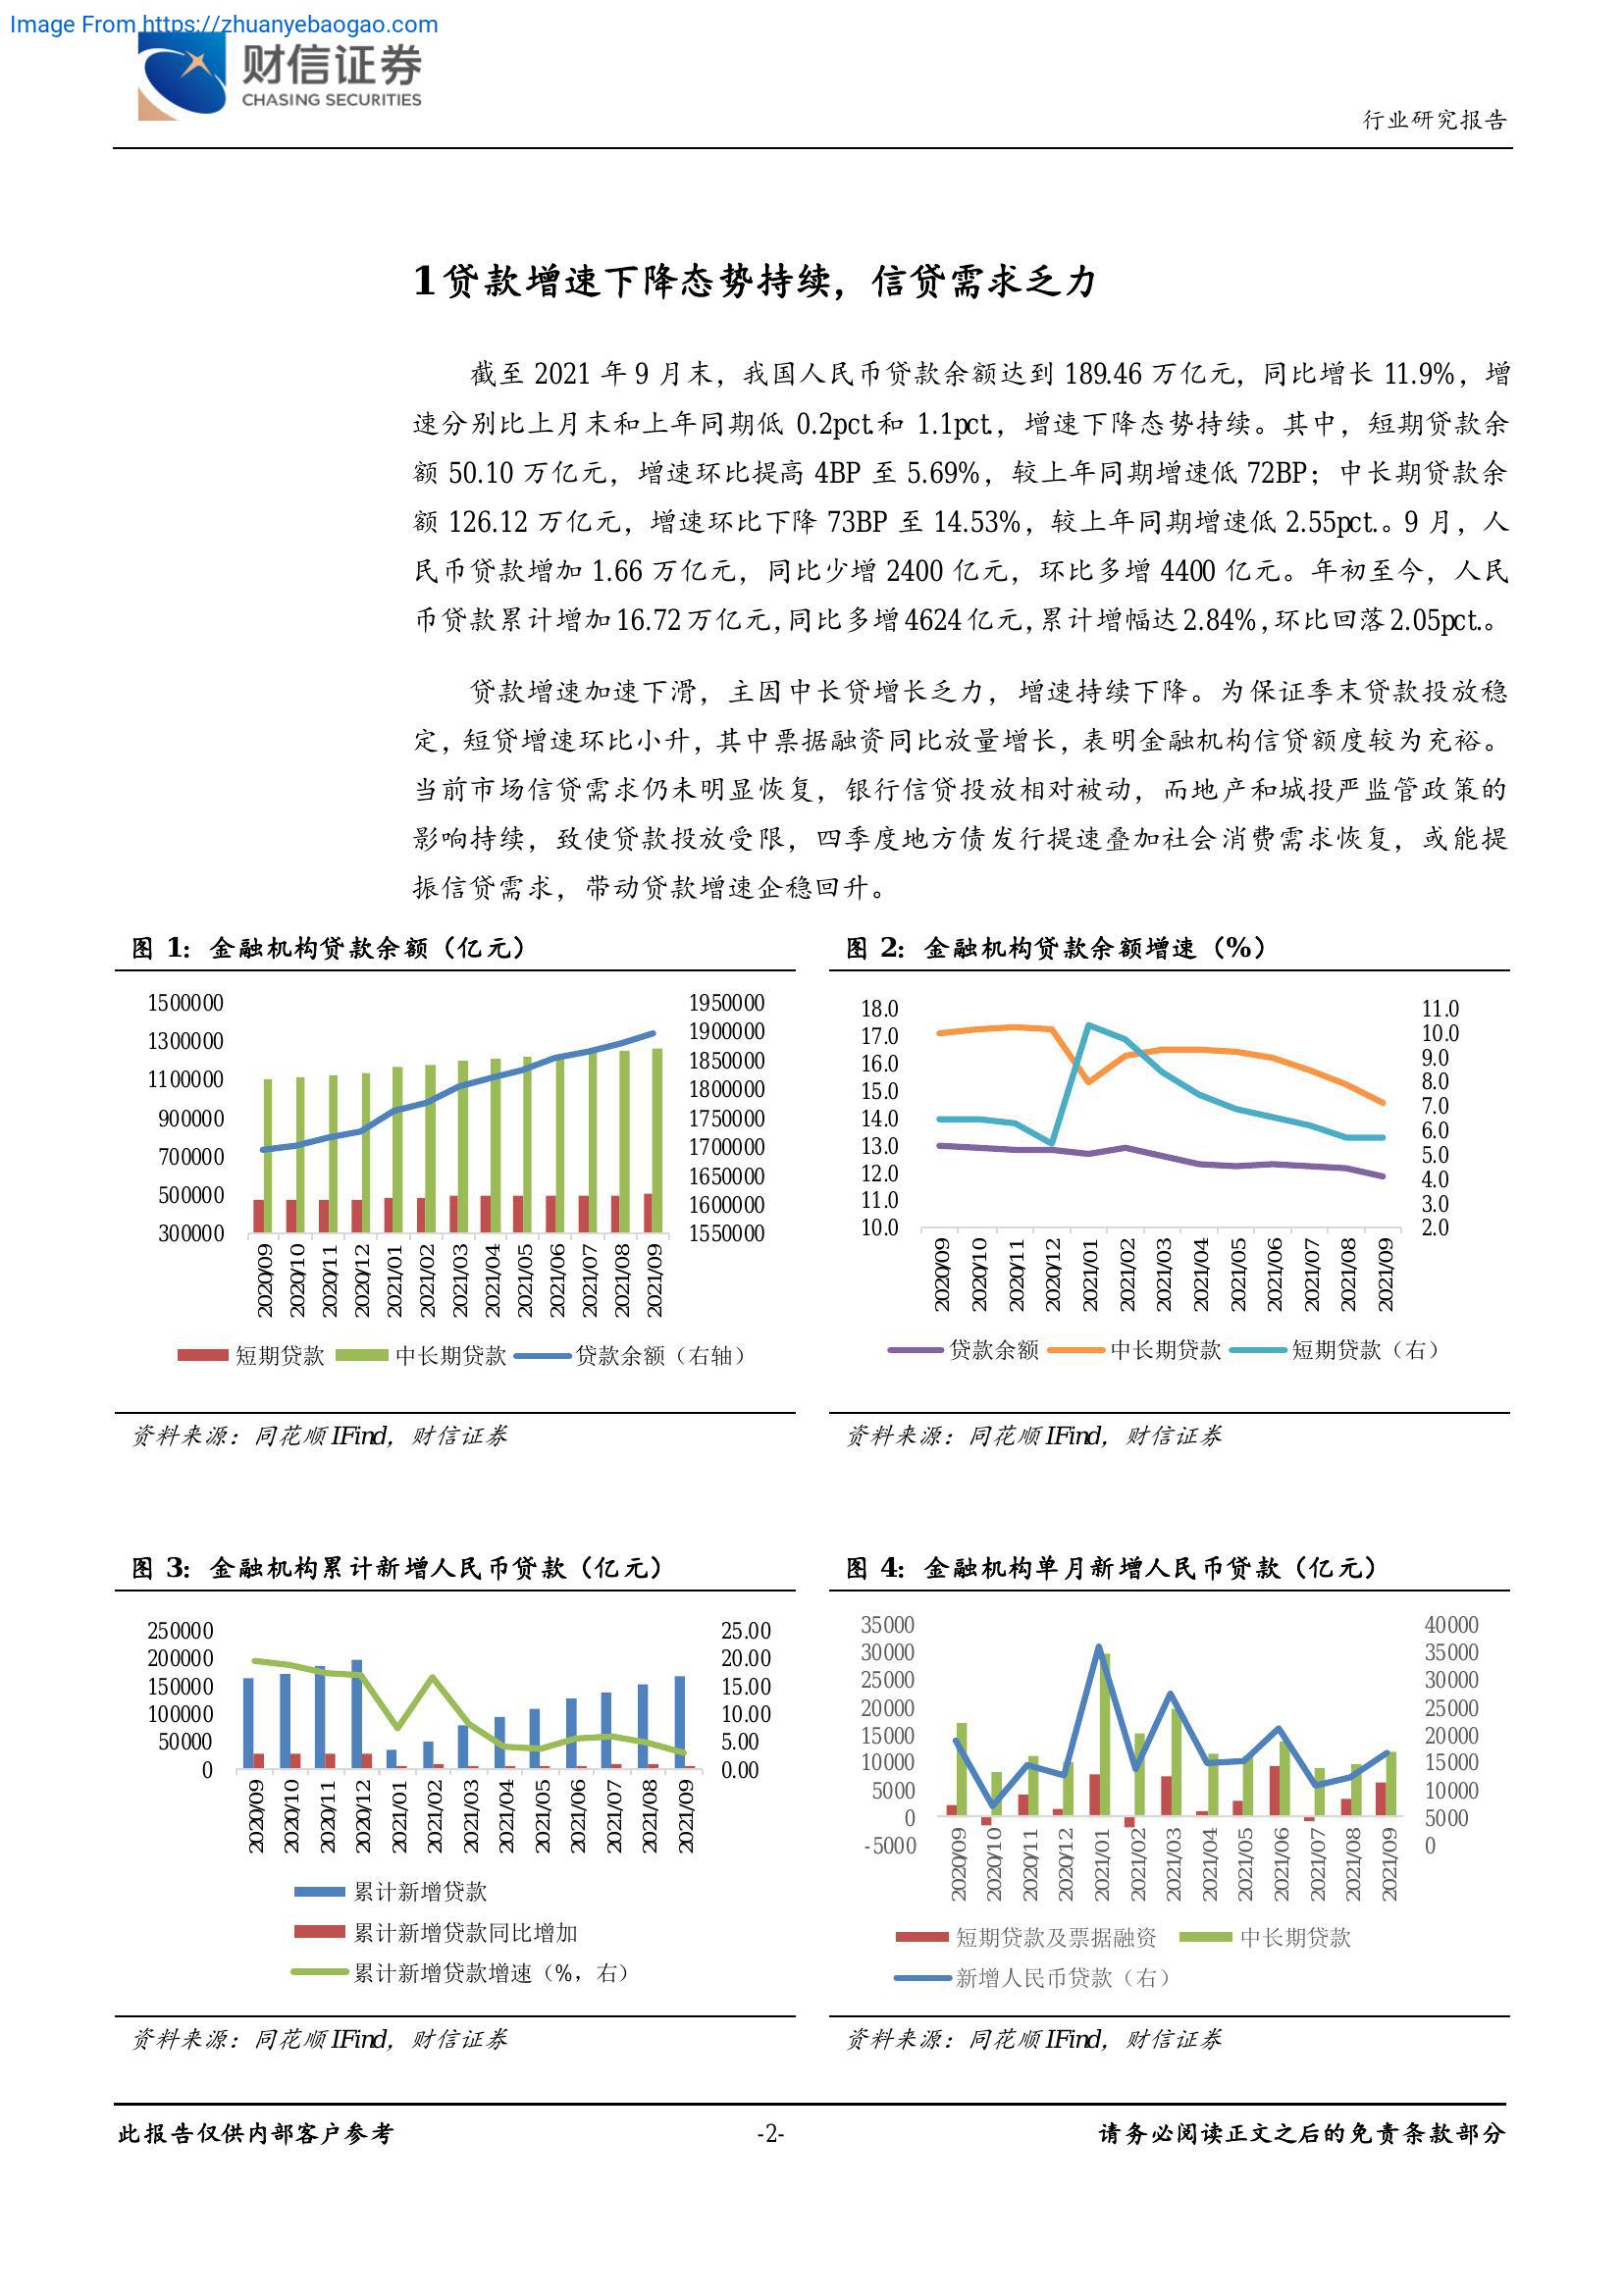 Image From https://zhuanyebaogao.com
财信证券
CHASING SECURITIES
行业研究报告
1贷款增速下降态势持续，信贷需求乏力
截至 2021 年 9 月末，我国人民币贷款余额达到 189.46 万亿元，同比增长 11.9%，增
速分别比上月末和上年同期低 0.2pct.和 1.1pct.，增速下降态势持续。其中，短期贷款余
额 50.10 万亿元，增速环比提高 4BP 至 5.69%，较上年同期增速低 72BP；中长期贷款余
额 126.12 万亿元，增速环比下降 73BP 至 14.53%，较上年同期增速低 2.55pct.。9 月，人
民币贷款增加 1.66 万亿元，同比少增 2400 亿元，环比多增 4400 亿元。年初至今，人民
币贷款累计增加 16.72 万亿元，同比多增 4624 亿元，累计增幅达 2.84%，环比回落 2.05pct.。
贷款增速加速下滑，主因中长贷增长乏力，增速持续下降。为保证季末贷款投放稳
定，短贷增速环比小升，其中票据融资同比放量增长，表明金融机构信贷额度较为充裕。
当前市场信贷需求仍未明显恢复，银行信贷投放相对被动，而地产和城投严监管政策的
影响持续，致使贷款投放受限，四季度地方债发行提速叠加社会消费需求恢复，或能提
振信贷需求，带动贷款增速企稳回升。
图 1：金融机构贷款余额（亿元）
1500000
1300000
1100000
900000
700000
500000
300000
1950000
1900000
1850000
1800000
1750000
1700000
1650000
1600000
1550000
2020/09 2020/10 2020/11 2020/12 2021/01 2021/02 2021/03 2021/04 2021/05 2021/06 2021/07 2021/08 2021/09
短期贷款 中长期贷款 贷款余额（右轴）
资料来源：同花顺 IFind，财信证券
图 2：金融机构贷款余额增速（%）
18.0
17.0
16.0
15.0
14.0
13.0
12.0
11.0
10.0
11.0
10.0
9.0
8.0
7.0
6.0
5.0
4.0
3.0
2.0
2020/09 2020/10 2020/11 2020/12 2021/01 2021/02 2021/03 2021/04 2021/05 2021/06 2021/07 2021/08 2021/09
贷款余额 中长期贷款 短期贷款（右）
资料来源：同花顺 IFind，财信证券
图 3：金融机构累计新增人民币贷款（亿元）
250000
200000
150000
100000
50000
0
25.00
20.00
15.00
10.00
5.00
0.00
2020/09 2020/10 2020/11 2020/12 2021/01 2021/02 2021/03 2021/04 2021/05 2021/06 2021/07 2021/08 2021/09
累计新增贷款
累计新增贷款同比增加
累计新增贷款增速（%，右）
资料来源：同花顺 IFind，财信证券
图 4：金融机构单月新增人民币贷款（亿元）
35000
30000
25000
20000
15000
10000
5000
0
-5000
40000
35000
30000
25000
20000
15000
10000
5000
0
2020/09 2020/10 2020/11 2020/12 2021/01 2021/02 2021/03 2021/04 2021/05 2021/06 2021/07 2021/08 2021/09
短期贷款及票据融资 中长期贷款
新增人民币贷款（右）
资料来源：同花顺 IFind，财信证券
此报告仅供内部客户参考
-2-
请务必阅读正文之后的免责条款部分